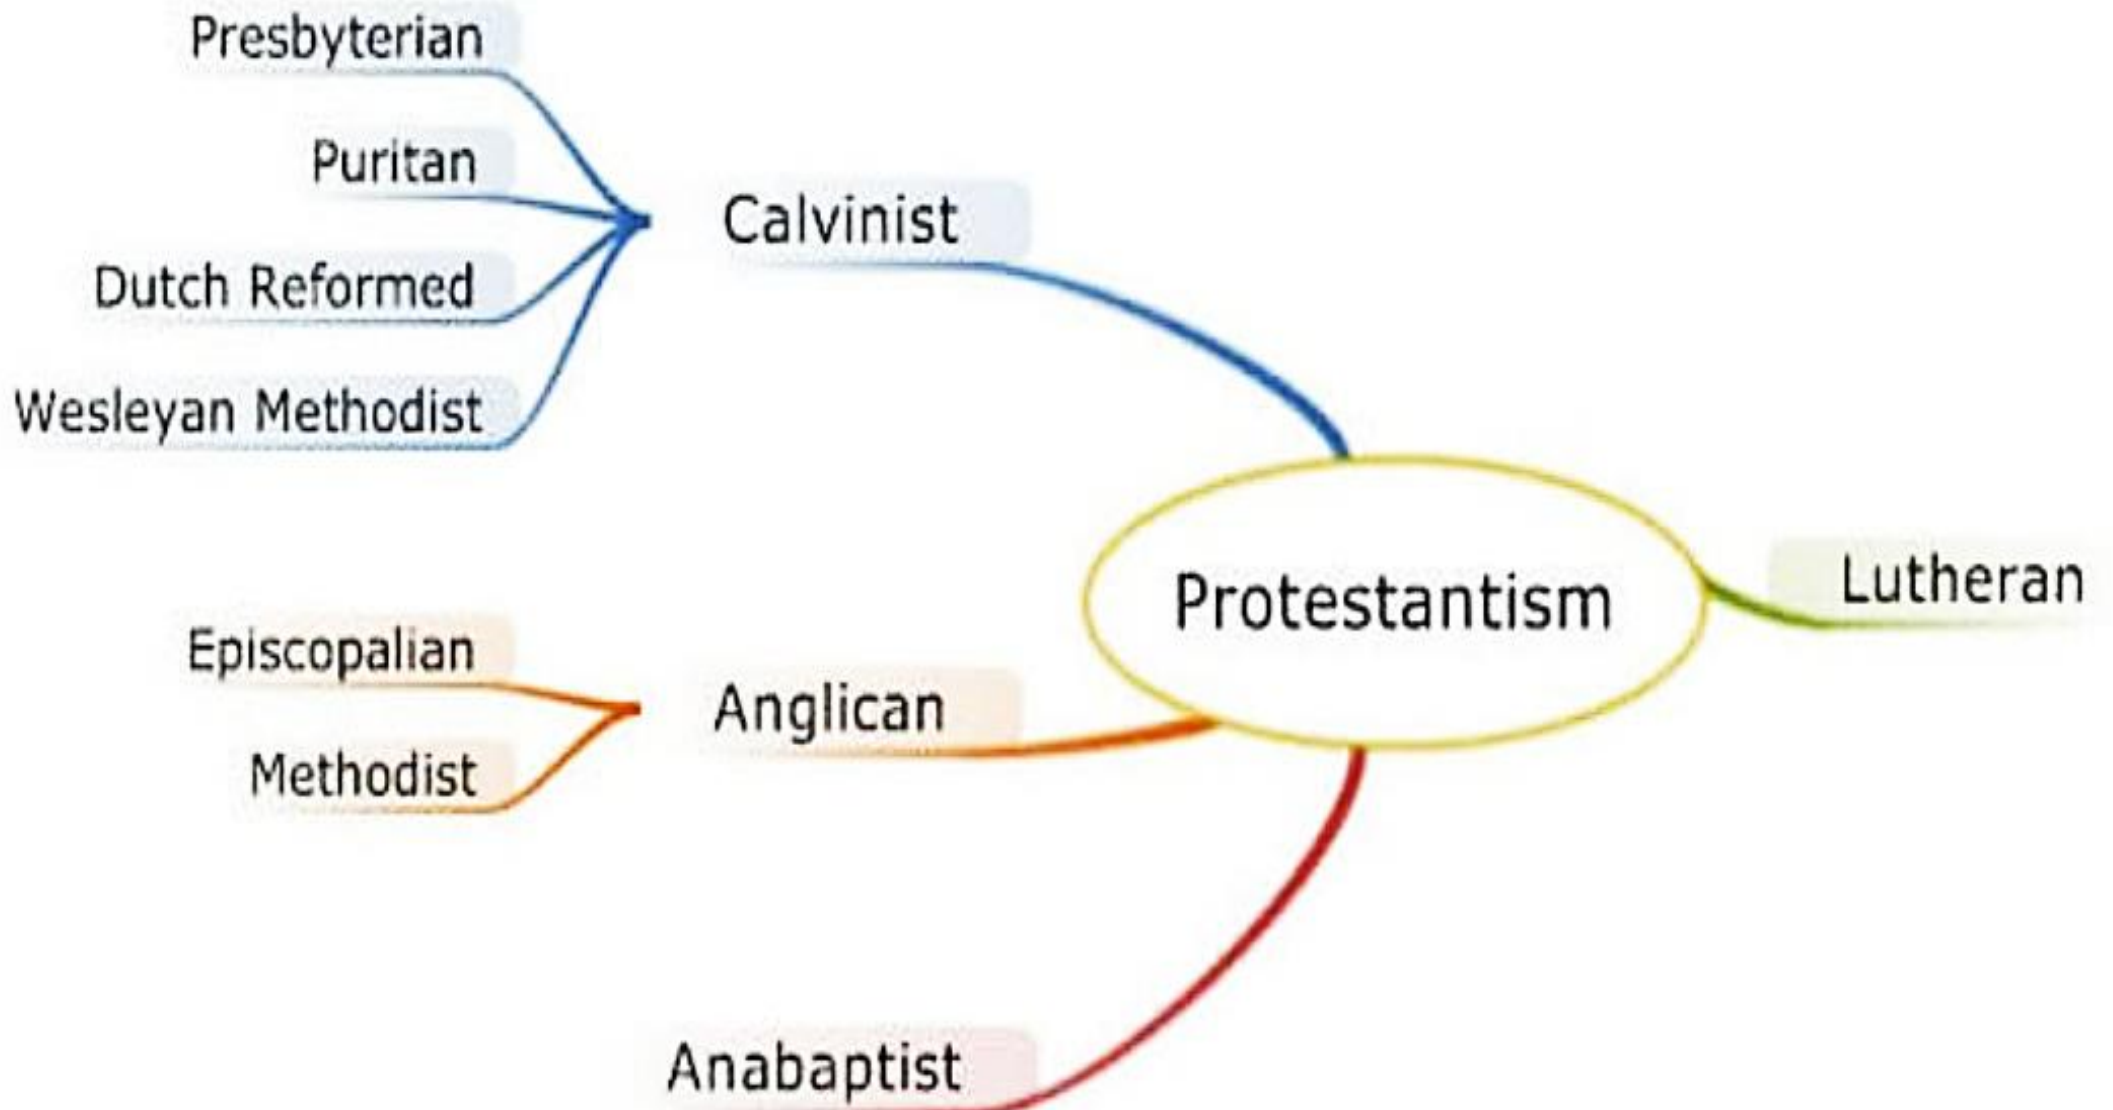 Presbyterian
Puritan
Calvinist
Dutch Reformed
Wesleyan Methodist
Protestantism
Lutheran
Episcopalian
Anglican
Methodist
Anabaptist